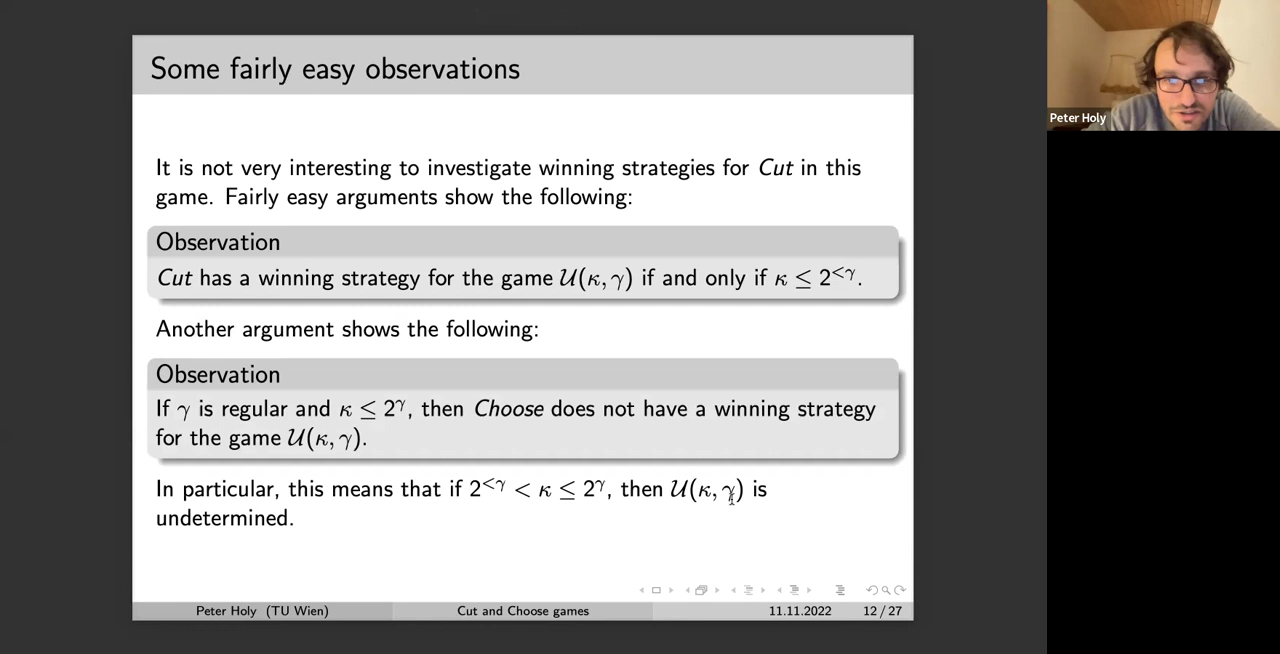 Some fairly easy observations
It is not very interesting to investigate winning strategies for Cut in this
game. Fairly easy arguments show the following:
Observation
Cut has a winning strategy for the game 𝒰(κ, γ) if and only if κ ≤ 2^{<γ}.
Another argument shows the following:
Observation
If γ is regular and κ ≤ 2^γ, then Choose does not have a winning strategy
for the game 𝒰(κ, γ).
In particular, this means that if 2^{<γ} < κ ≤ 2^γ, then 𝒰(κ, γ) is
undetermined.
Peter Holy (TU Wien) Cut and Choose games 11.11.2022 12 / 27
Peter Holy